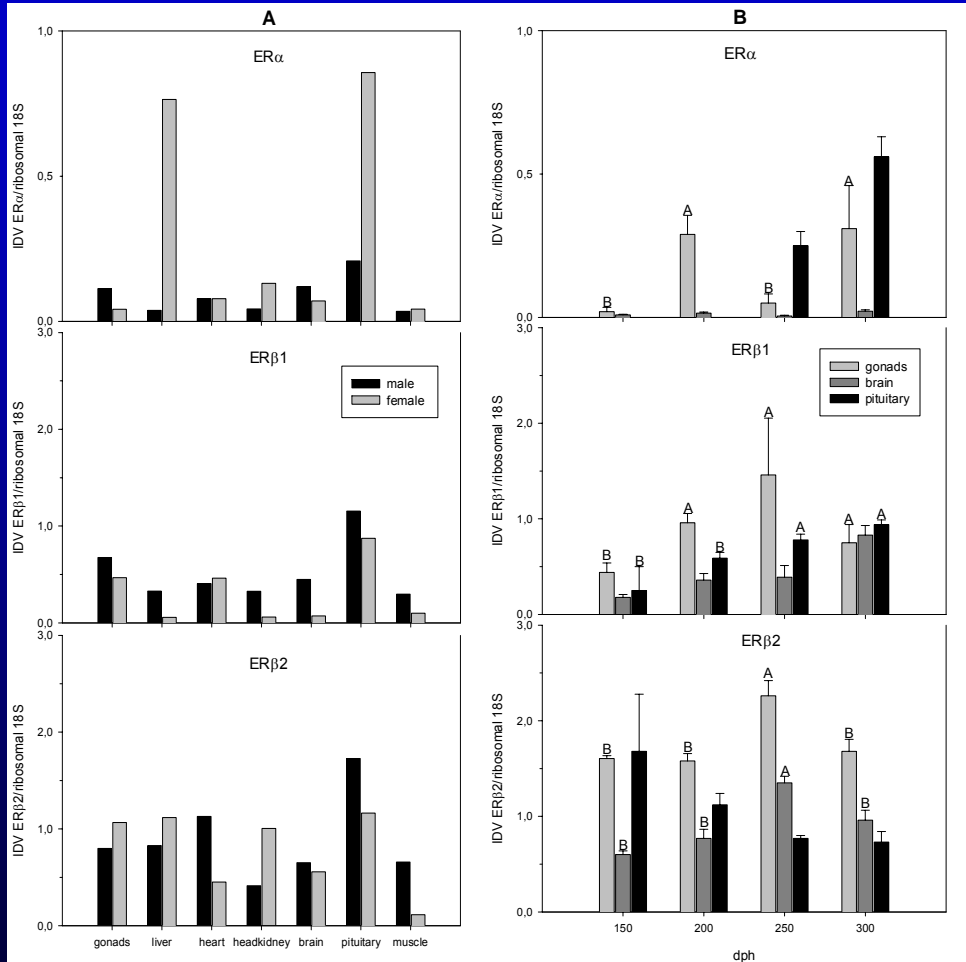 A
ERα
IDV ERα/ribosomal 18S
1,0
0,5
0,0
ERβ1
IDV ERβ1/ribosomal 18S
3,0
2,0
1,0
0,0
male
female
ERβ2
IDV ERβ2/ribosomal 18S
3,0
2,0
1,0
0,0
gonads liver heart headkidney brain pituitary muscle
B
ERα
IDV ERα/ribosomal 18S
1,0
0,5
0,0
B A B A
ERβ1
IDV ERβ1/ribosomal 18S
3,0
2,0
1,0
0,0
gonads
brain
pituitary
B B A B A A A A
ERβ2
IDV ERβ2/ribosomal 18S
3,0
2,0
1,0
0,0
B B B B A A B B
150 200 250 300
dph